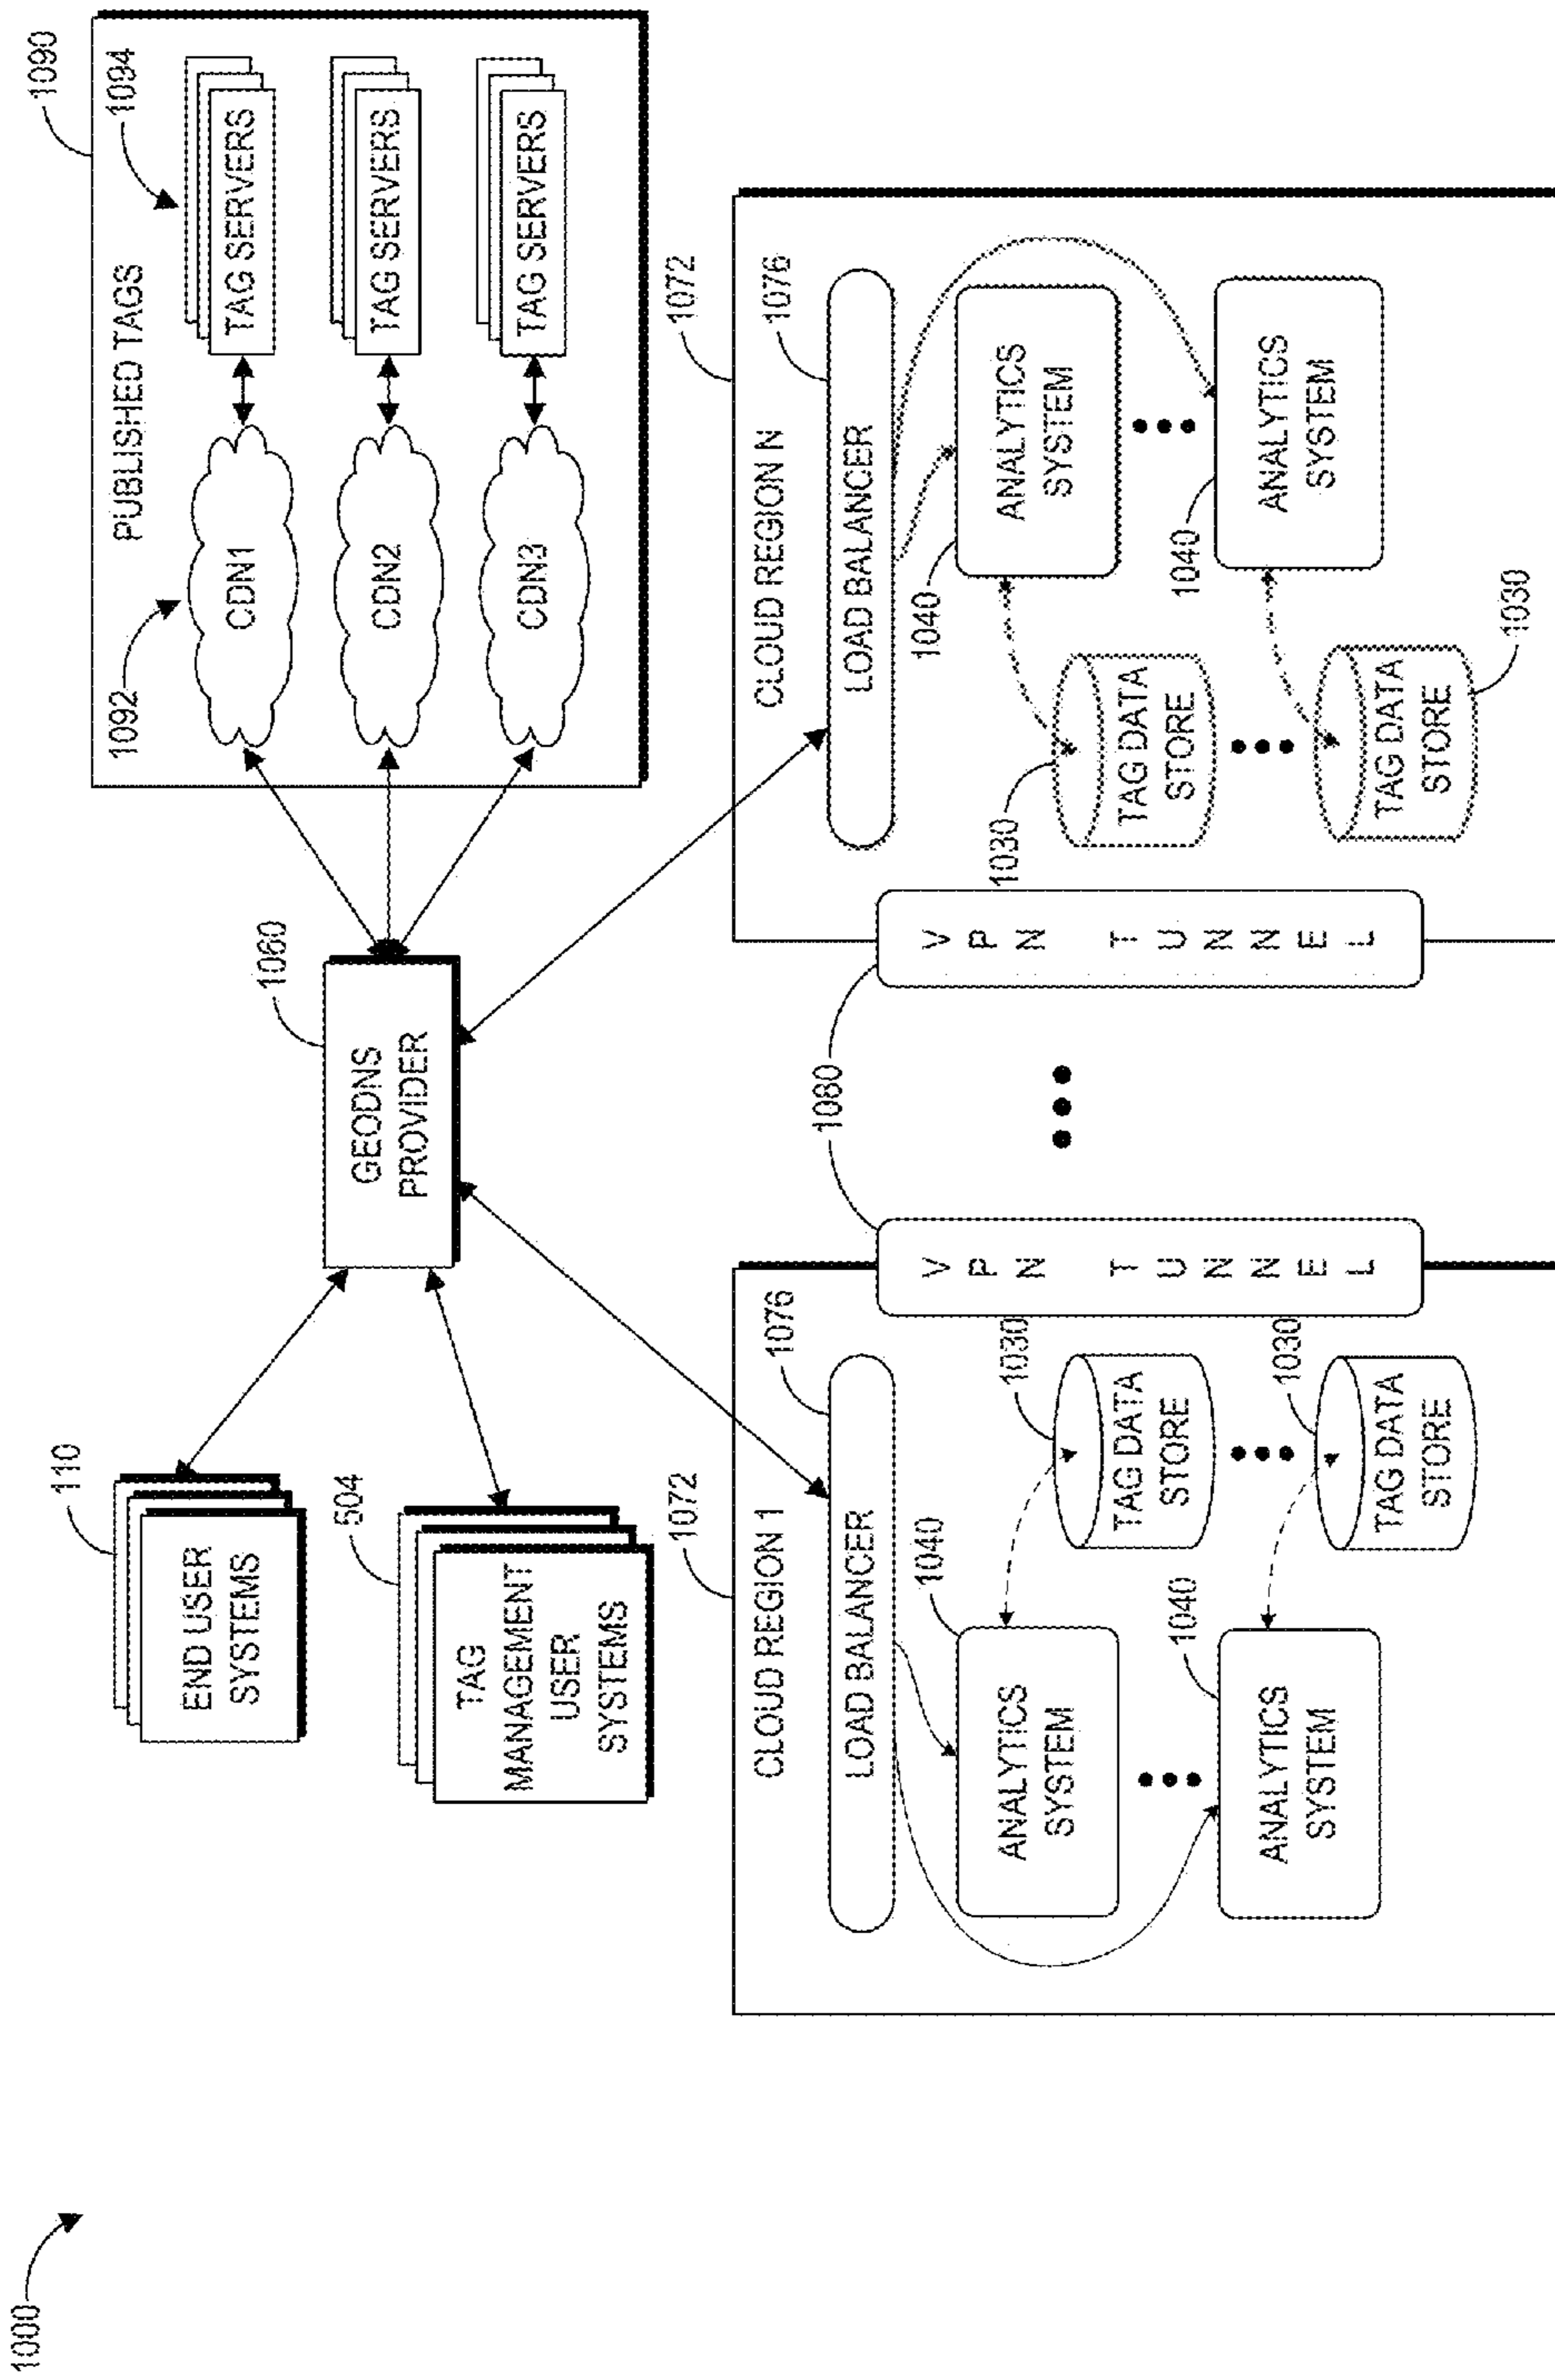 1000
110
END USER
SYSTEMS
504
TAG
MANAGEMENT
USER
SYSTEMS
1060
GEODNS
PROVIDER
1090
PUBLISHED TAGS
1092
1094
CDN1
TAG SERVERS
CDN2
TAG SERVERS
CDN3
TAG SERVERS
1072
CLOUD REGION 1
1076
LOAD BALANCER
1040
ANALYTICS
SYSTEM
1030
TAG DATA
STORE
1040
ANALYTICS
SYSTEM
1030
TAG DATA
STORE
VPN TUNNEL
1080
VPN TUNNEL
1072
CLOUD REGION N
1076
LOAD BALANCER
1030
TAG DATA
STORE
1040
ANALYTICS
SYSTEM
1030
TAG DATA
STORE
1040
ANALYTICS
SYSTEM